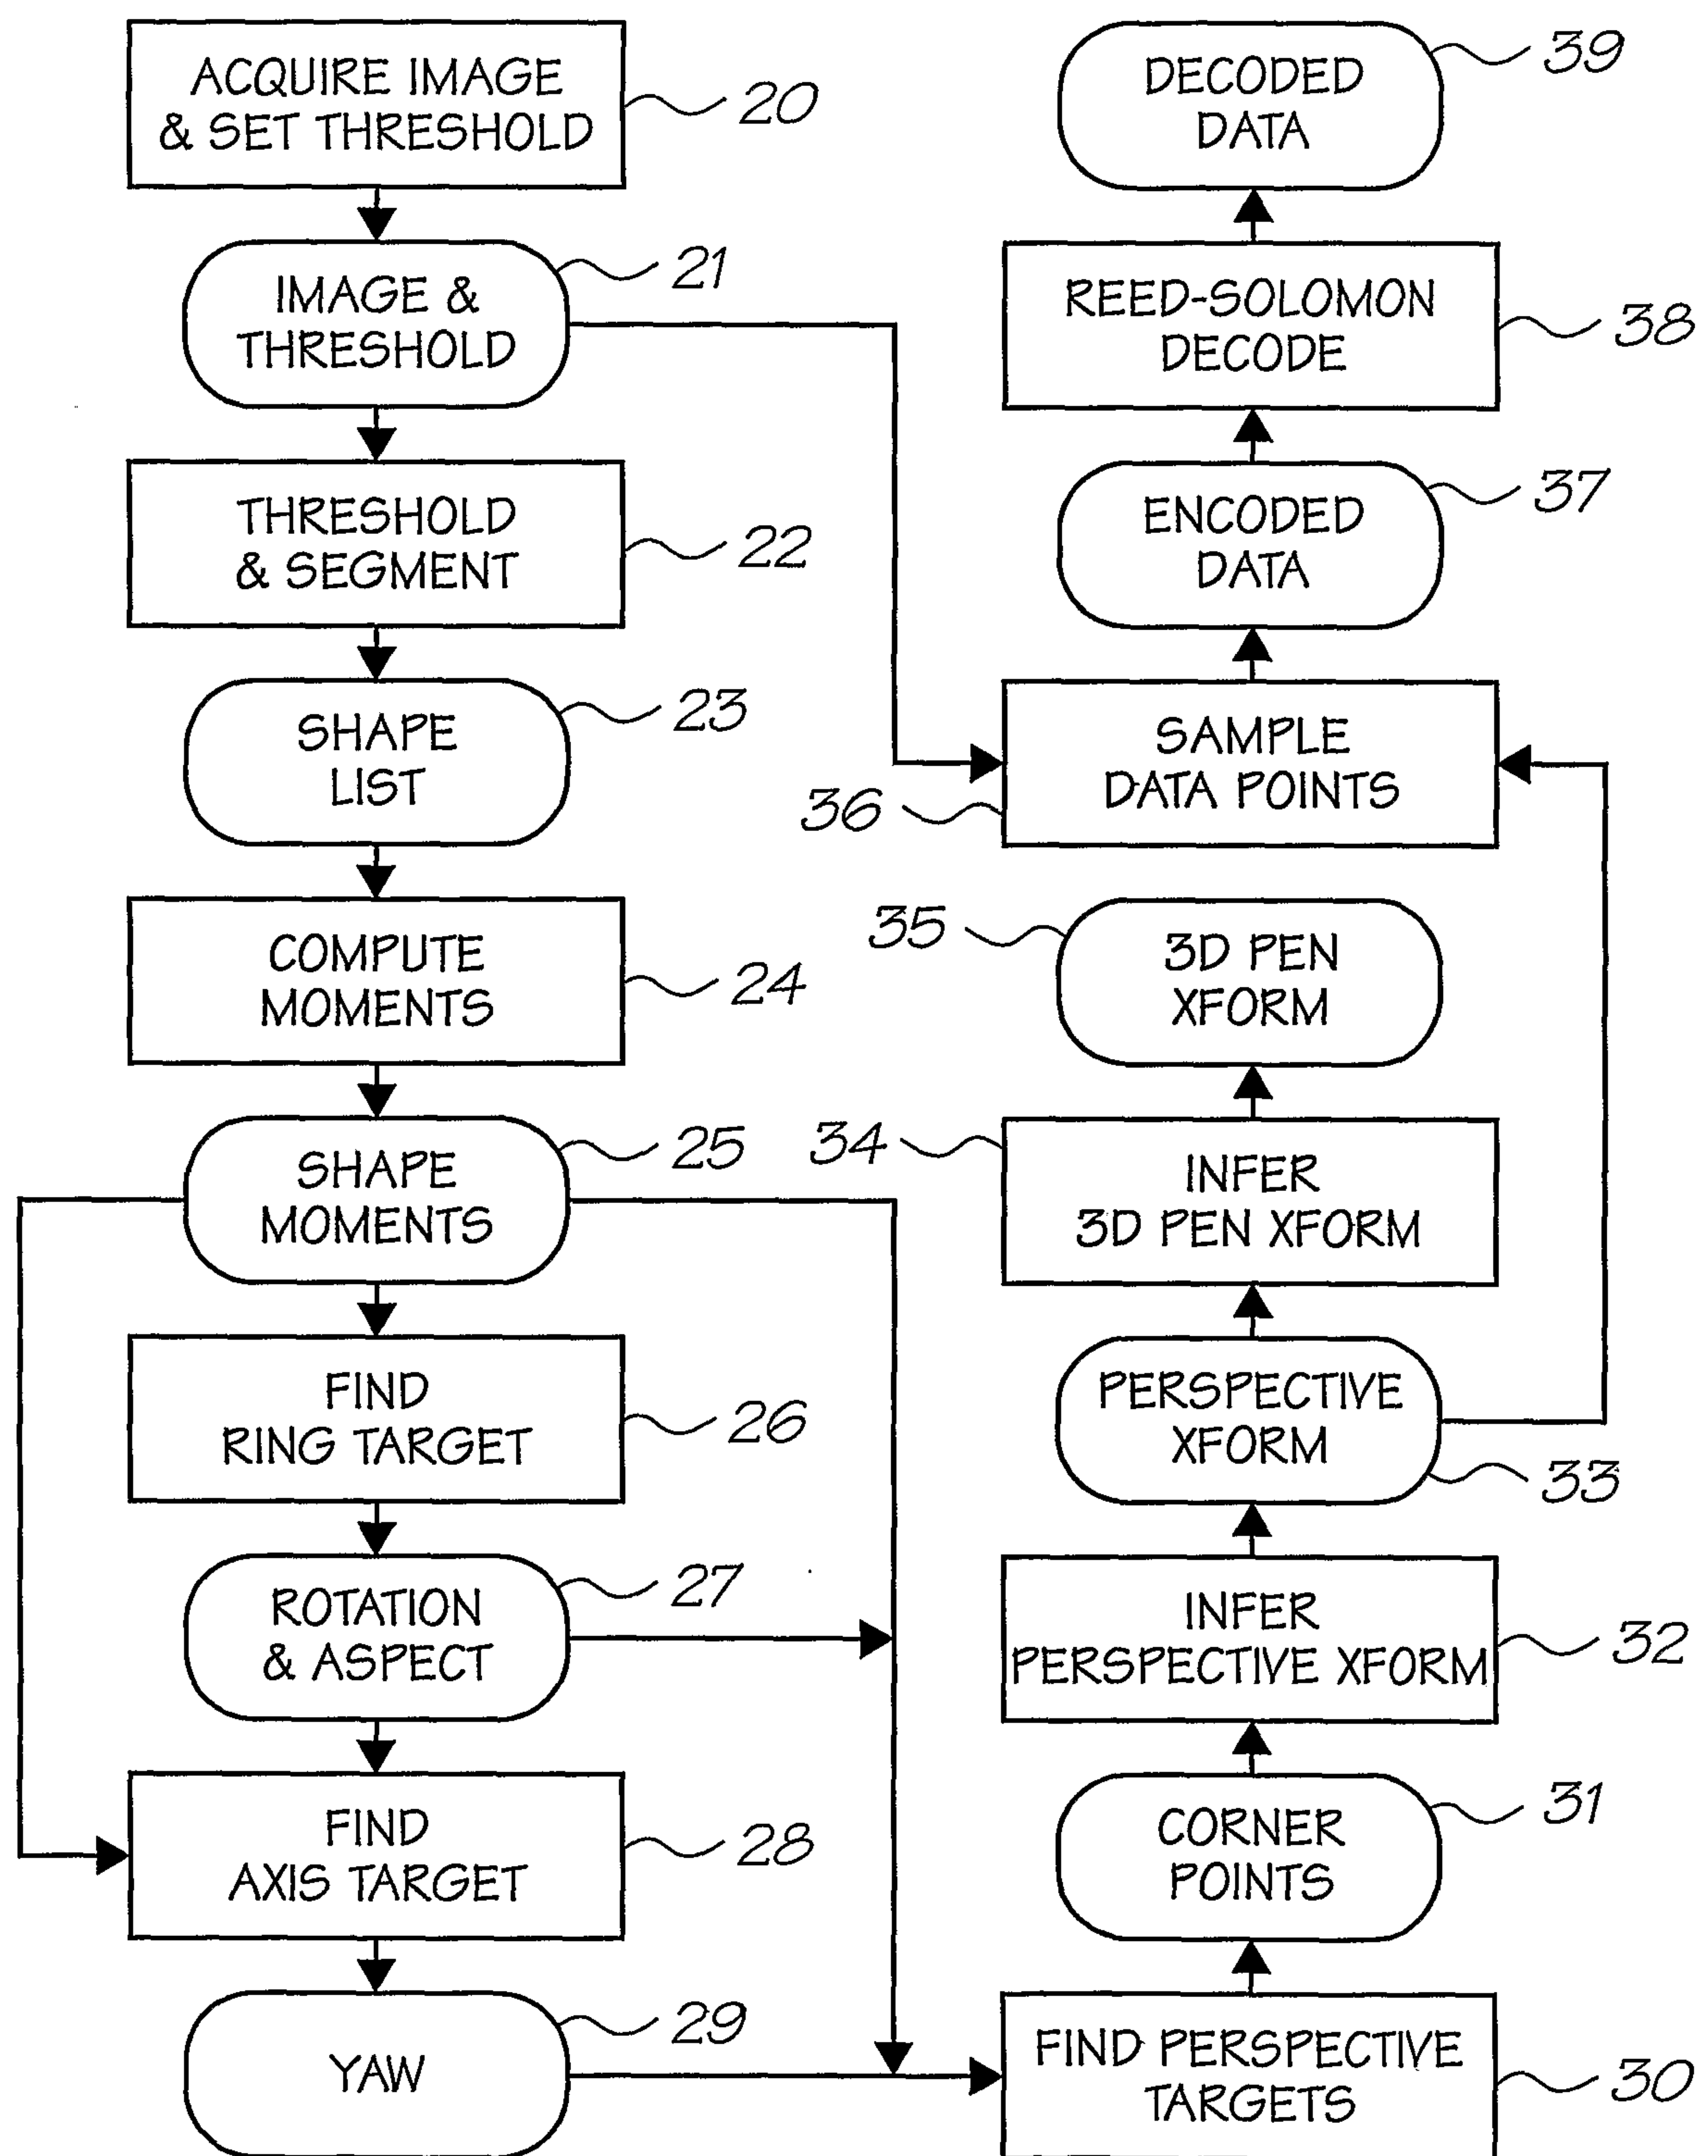 ACQUIRE IMAGE
& SET THRESHOLD
20
IMAGE &
THRESHOLD
21
THRESHOLD
& SEGMENT
22
SHAPE
LIST
23
COMPUTE
MOMENTS
24
SHAPE
MOMENTS
25
FIND
RING TARGET
26
ROTATION
& ASPECT
27
FIND
AXIS TARGET
28
YAW
29
DECODED
DATA
39
REED-SOLOMON
DECODE
38
ENCODED
DATA
37
SAMPLE
DATA POINTS
36
35
3D PEN
XFORM
34
INFER
3D PEN XFORM
PERSPECTIVE
XFORM
33
INFER
PERSPECTIVE XFORM
32
CORNER
POINTS
31
FIND PERSPECTIVE
TARGETS
30